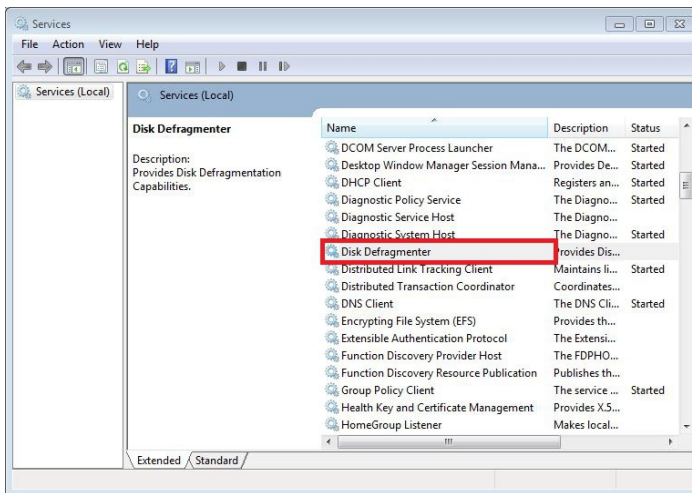 Services
File Action View Help
Services (Local)
Services (Local)
Disk Defragmenter
Description:
Provides Disk Defragmentation
Capabilities.
Name Description Status
DCOM Server Process Launcher The DCOM... Started
Desktop Window Manager Session Mana... Provides De... Started
DHCP Client Registers an... Started
Diagnostic Policy Service The Diagno... Started
Diagnostic Service Host The Diagno...
Diagnostic System Host The Diagno... Started
Disk Defragmenter Provides Dis...
Distributed Link Tracking Client Maintains li... Started
Distributed Transaction Coordinator Coordinates...
DNS Client The DNS Cli... Started
Encrypting File System (EFS) Provides th...
Extensible Authentication Protocol The Extensi...
Function Discovery Provider Host The FDPHO...
Function Discovery Resource Publication Publishes th...
Group Policy Client The service ... Started
Health Key and Certificate Management Provides X.5...
HomeGroup Listener Makes local...
Extended Standard